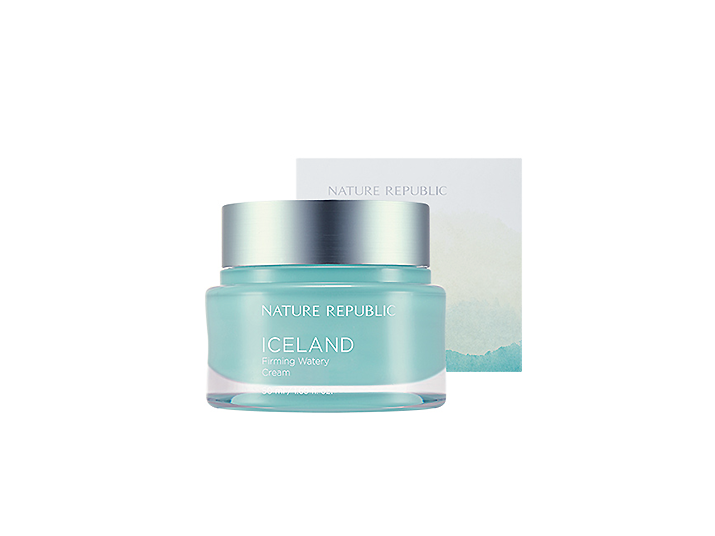 NATURE REPUBLIC
NATURE REPUBLIC
ICELAND
Firming Watery
Cream